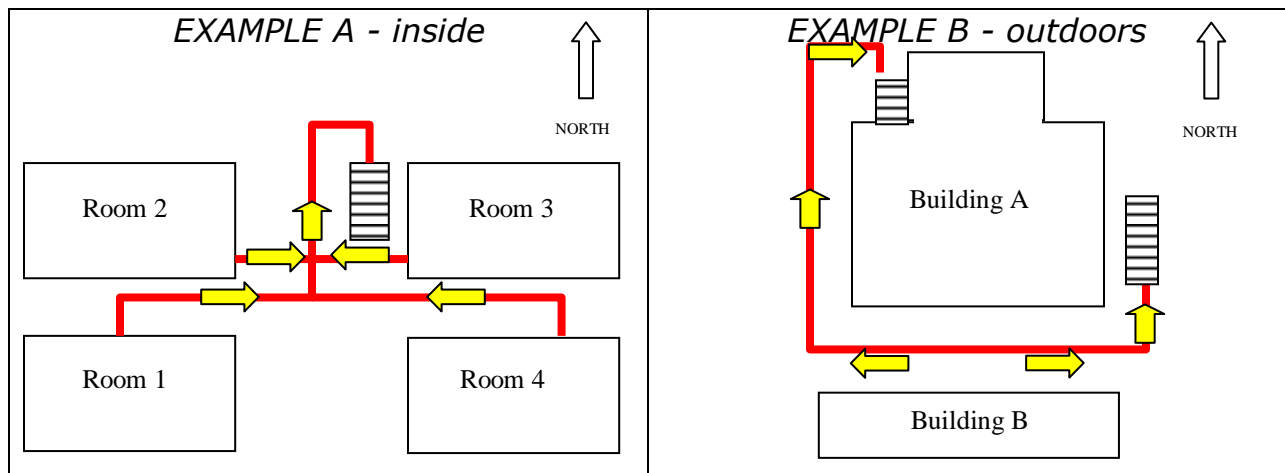 EXAMPLE A - inside
NORTH
Room 2
Room 3
Room 1
Room 4
EXAMPLE B - outdoors
NORTH
Building A
Building B